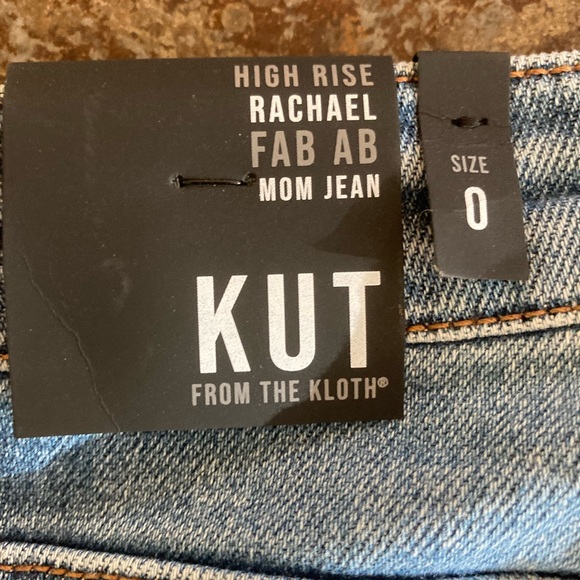 HIGH RISE
RACHAEL
FAB AB
MOM JEAN
KUT
FROM THE KLOTH®
SIZE
0